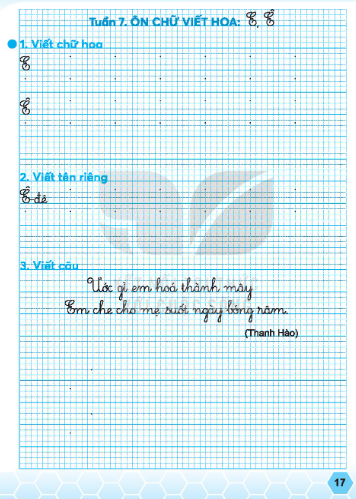 Tuần 7. ÔN CHỮ VIẾT HOA: E, Ê
1. Viết chữ hoa
E
Ê
2. Viết tên riêng
Ê-đê
3. Viết câu
Ước gì em hoá thành mây
Em che cho mẹ suốt ngày bóng râm.
(Thanh Hào)
17